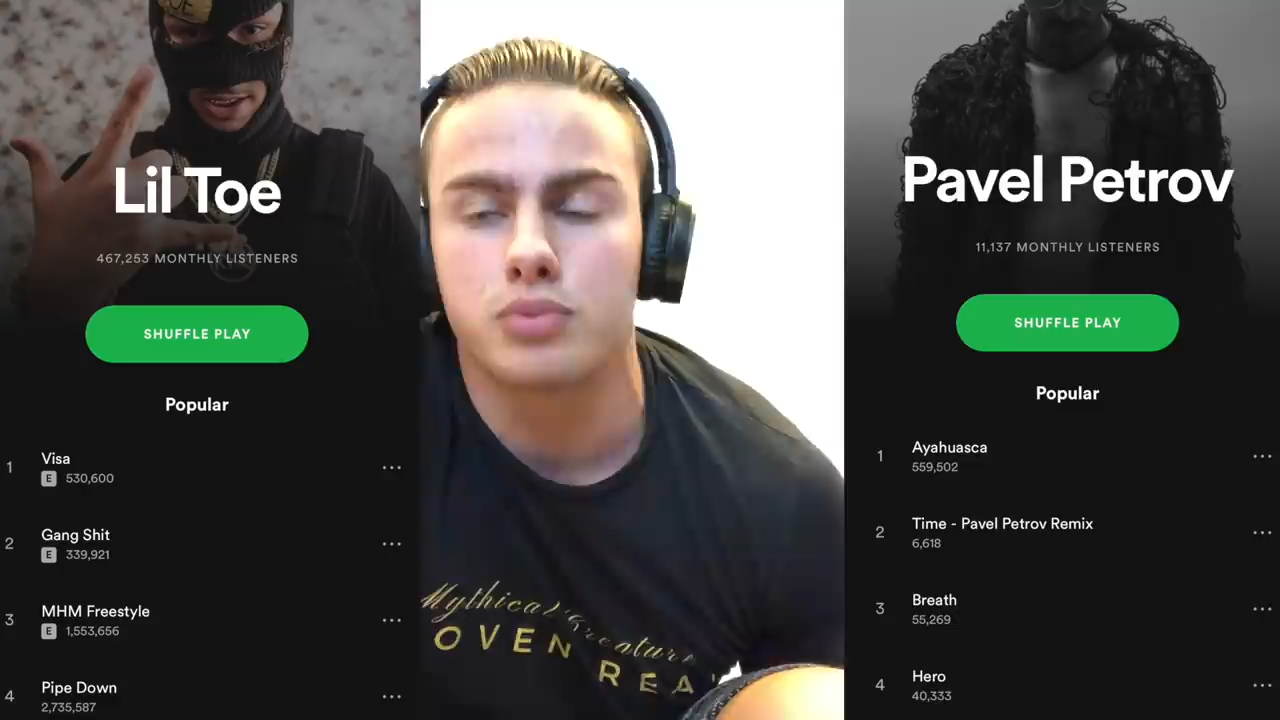 Lil Toe
467,253 MONTHLY LISTENERS
SHUFFLE PLAY
Popular
1
Visa
E 530,600
2
Gang Shit
E 339,921
3
MHM Freestyle
E 1,553,656
4
Pipe Down
2,735,587
Mythical Creature
OVEN REA
Pavel Petrov
11,137 MONTHLY LISTENERS
SHUFFLE PLAY
Popular
1
Ayahuasca
559,502
2
Time - Pavel Petrov Remix
6,618
3
Breath
55,269
4
Hero
40,333